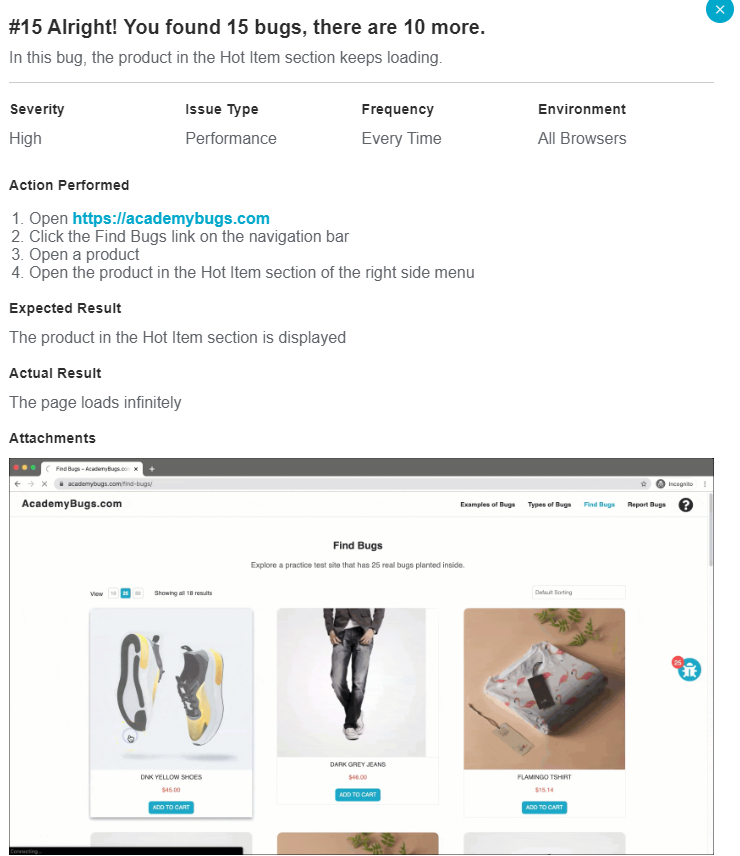 #15 Alright! You found 15 bugs, there are 10 more.
In this bug, the product in the Hot Item section keeps loading.
Severity Issue Type Frequency Environment
High Performance Every Time All Browsers
Action Performed
1. Open https://academybugs.com
2. Click the Find Bugs link on the navigation bar
3. Open a product
4. Open the product in the Hot Item section of the right side menu
Expected Result
The product in the Hot Item section is displayed
Actual Result
The page loads infinitely
Attachments
Find Bugs – AcademyBugs.co
academybugs.com/find-bugs/ Incognito
AcademyBugs.com Examples of Bugs Types of Bugs Find Bugs Report Bugs ?
Find Bugs
Explore a practice test site that has 25 real bugs planted inside.
View Showing all 18 results Default Sorting
25
DNK YELLOW SHOES DARK GREY JEANS FLAMINGO TSHIRT
$45.00 $46.00 $15.14
ADD TO CART ADD TO CART ADD TO CART
Connecting...